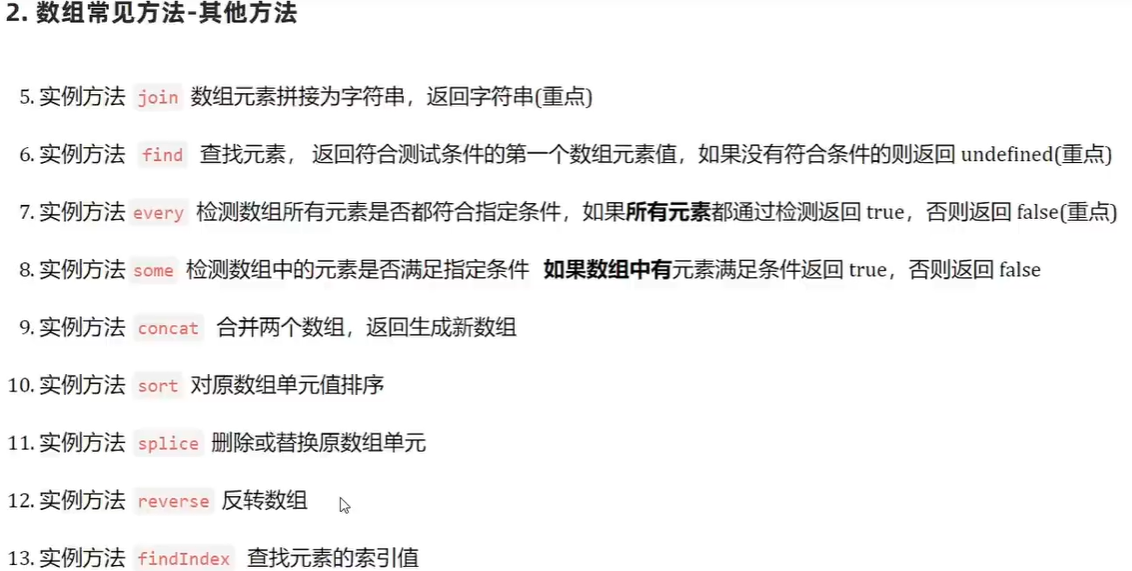 2. 数组常见方法-其他方法
5. 实例方法 join 数组元素拼接为字符串，返回字符串(重点)
6. 实例方法 find 查找元素， 返回符合测试条件的第一个数组元素值，如果没有符合条件的则返回 undefined(重点)
7. 实例方法 every 检测数组所有元素是否都符合指定条件，如果所有元素都通过检测返回 true，否则返回 false(重点)
8. 实例方法 some 检测数组中的元素是否满足指定条件 如果数组中有元素满足条件返回 true，否则返回 false
9. 实例方法 concat 合并两个数组，返回生成新数组
10. 实例方法 sort 对原数组单元值排序
11. 实例方法 splice 删除或替换原数组单元
12. 实例方法 reverse 反转数组
13. 实例方法 findIndex 查找元素的索引值